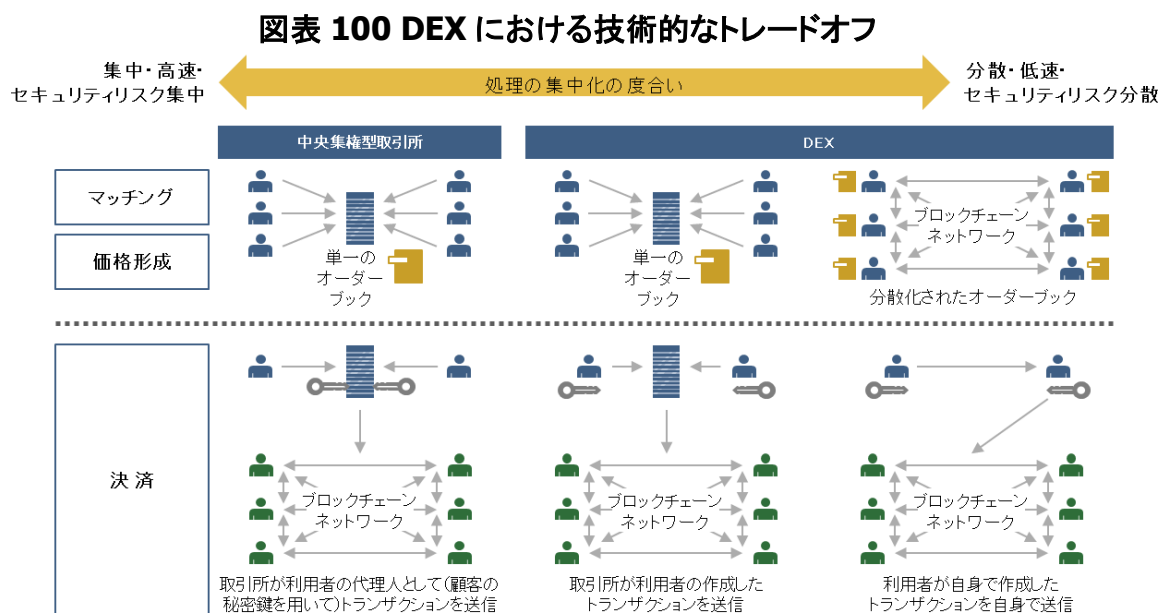 図表 100 DEX における技術的なトレードオフ
集中・高速・
セキュリティリスク集中
処理の集中化の度合い
分散・低速・
セキュリティリスク分散
中央集権型取引所
DEX
マッチング
価格形成
単一の
オーダー
ブック
単一の
オーダー
ブック
ブロックチェーン
ネットワーク
分散化されたオーダーブック
決済
ブロックチェーン
ネットワーク
取引所が利用者の代理人として(顧客の
秘密鍵を用いて)トランザクションを送信
ブロックチェーン
ネットワーク
取引所が利用者の作成した
トランザクションを送信
ブロックチェーン
ネットワーク
利用者が自身で作成した
トランザクションを自身で送信